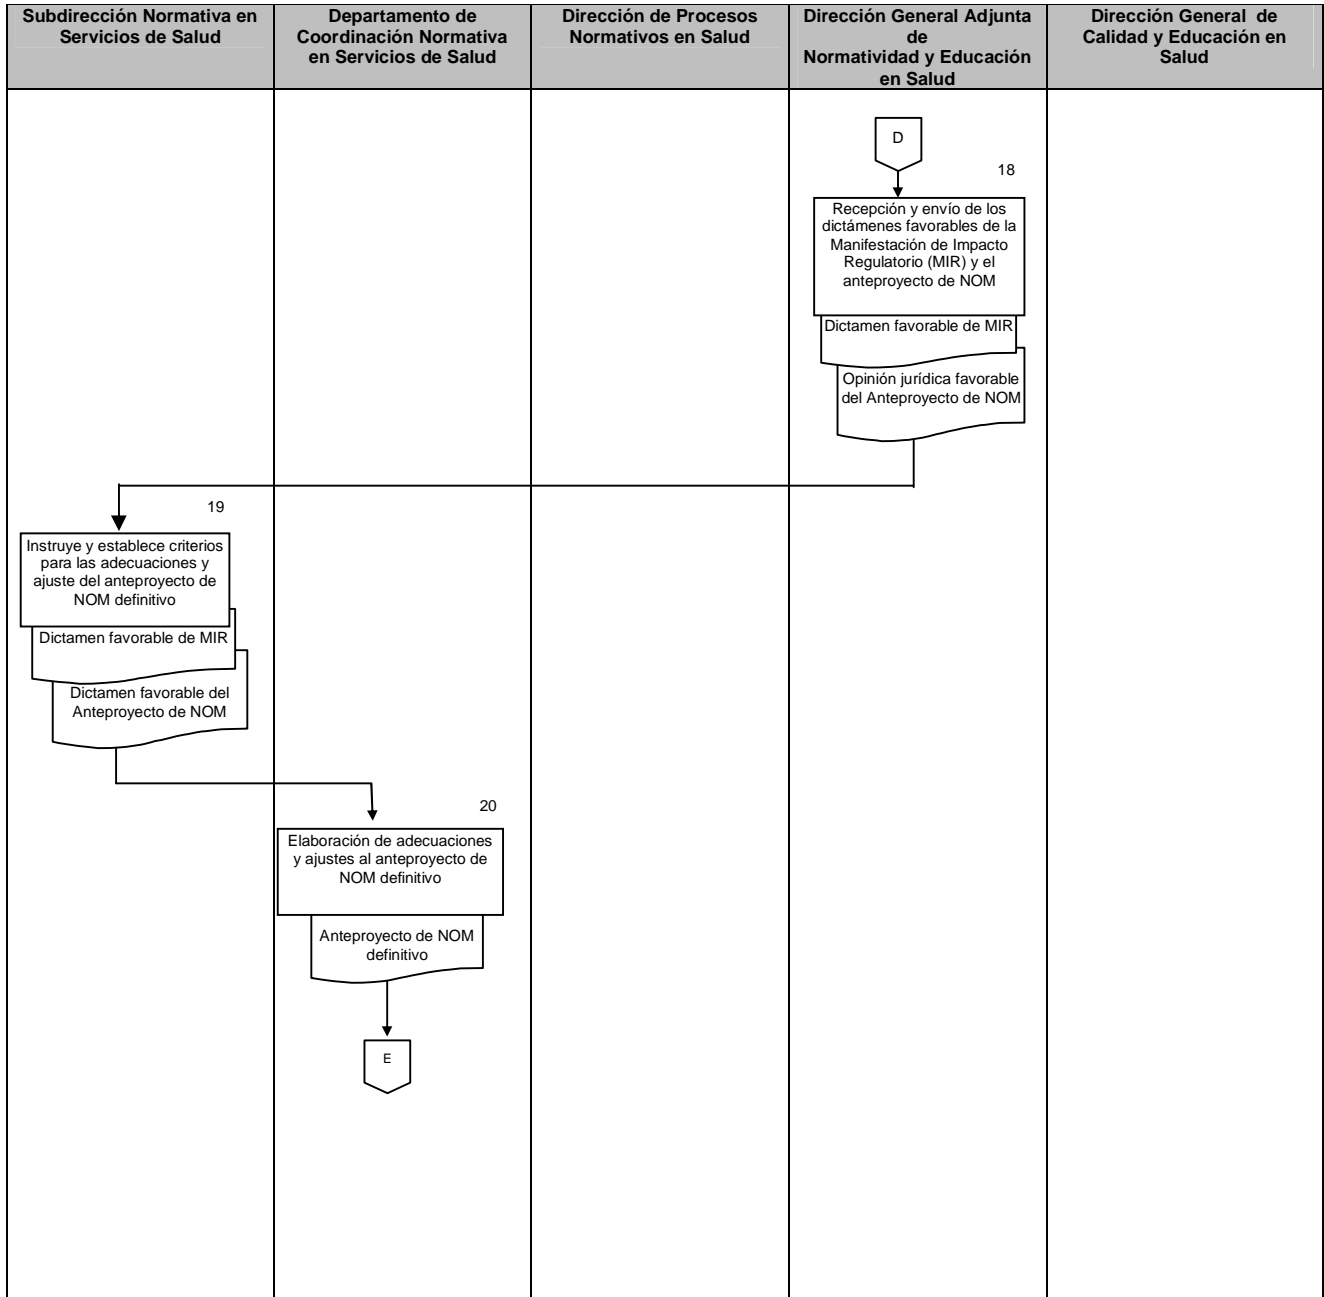 Subdirección Normativa en
Servicios de Salud
Departamento de
Coordinación Normativa
en Servicios de Salud
Dirección de Procesos
Normativos en Salud
Dirección General Adjunta
de
Normatividad y Educación
en Salud
Dirección General de
Calidad y Educación en
Salud
D
18
Recepción y envío de los
dictámenes favorables de la
Manifestación de Impacto
Regulatorio (MIR) y el
anteproyecto de NOM
Dictamen favorable de MIR
Opinión jurídica favorable
del Anteproyecto de NOM
19
Instruye y establece criterios
para las adecuaciones y
ajuste del anteproyecto de
NOM definitivo
Dictamen favorable de MIR
Dictamen favorable del
Anteproyecto de NOM
20
Elaboración de adecuaciones
y ajustes al anteproyecto de
NOM definitivo
Anteproyecto de NOM
definitivo
E